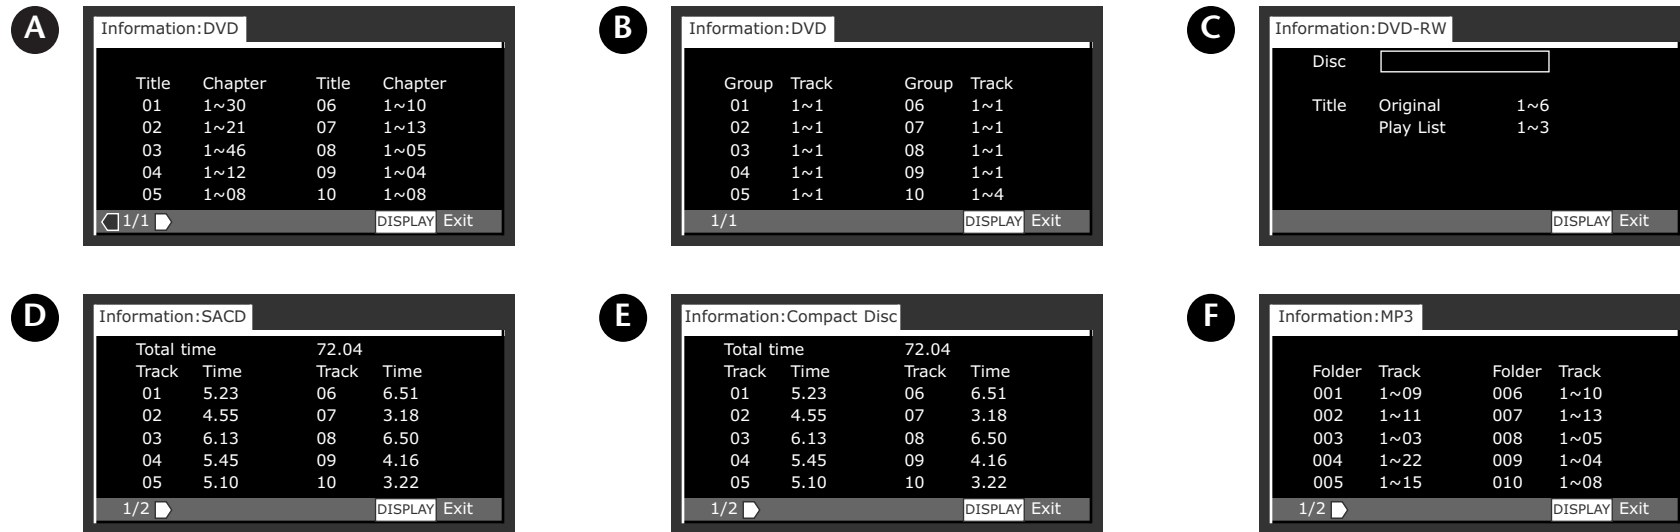 A
Information:DVD
Title Chapter Title Chapter
01 1~30 06 1~10
02 1~21 07 1~13
03 1~46 08 1~05
04 1~12 09 1~04
05 1~08 10 1~08
1/1 DISPLAY Exit
B
Information:DVD
Group Track Group Track
01 1~1 06 1~1
02 1~1 07 1~1
03 1~1 08 1~1
04 1~1 09 1~1
05 1~1 10 1~4
1/1 DISPLAY Exit
C
Information:DVD-RW
Disc
Title Original 1~6
Play List 1~3
DISPLAY Exit
D
Information:SACD
Total time 72.04
Track Time Track Time
01 5.23 06 6.51
02 4.55 07 3.18
03 6.13 08 6.50
04 5.45 09 4.16
05 5.10 10 3.22
1/2 DISPLAY Exit
E
Information:Compact Disc
Total time 72.04
Track Time Track Time
01 5.23 06 6.51
02 4.55 07 3.18
03 6.13 08 6.50
04 5.45 09 4.16
05 5.10 10 3.22
1/2 DISPLAY Exit
F
Information:MP3
Folder Track Folder Track
001 1~09 006 1~10
002 1~11 007 1~13
003 1~03 008 1~05
004 1~22 009 1~04
005 1~15 010 1~08
1/2 DISPLAY Exit